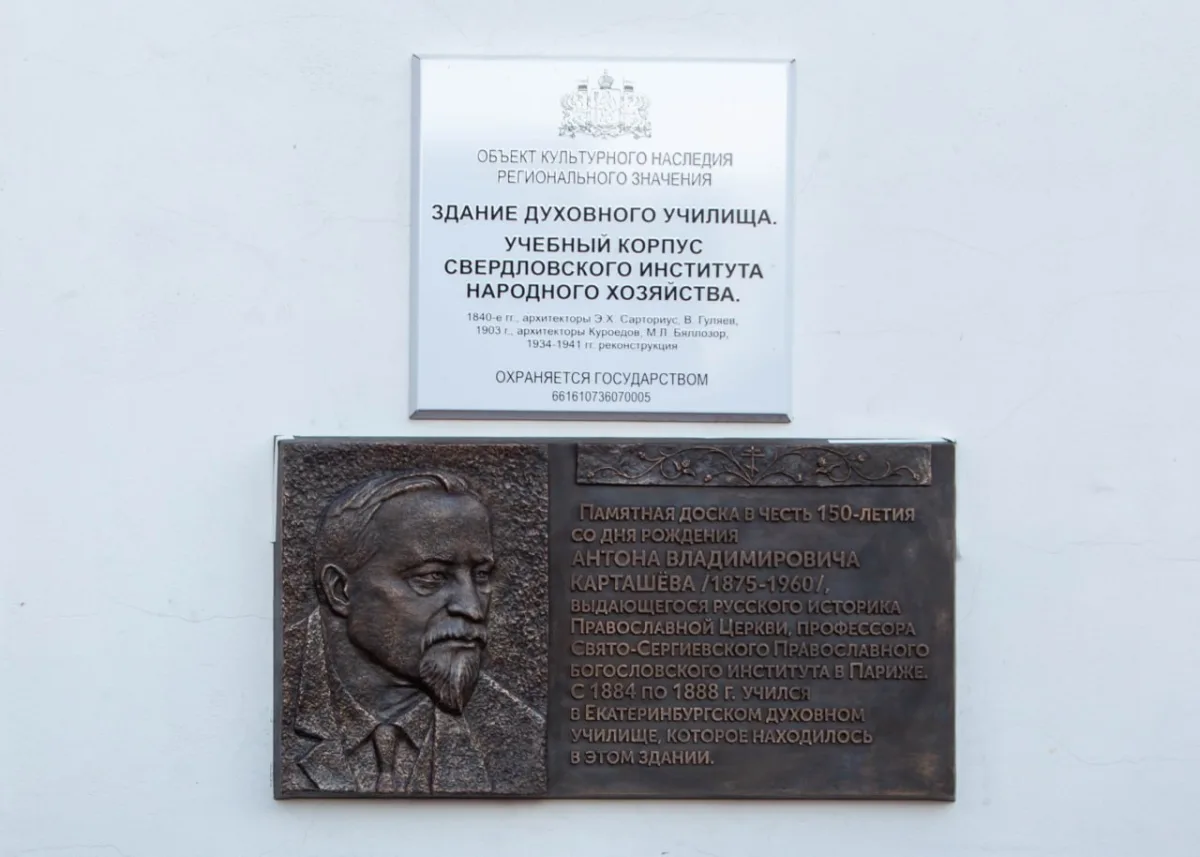 ОБЪЕКТ КУЛЬТУРНОГО НАСЛЕДИЯ
РЕГИОНАЛЬНОГО ЗНАЧЕНИЯ
ЗДАНИЕ ДУХОВНОГО УЧИЛИЩА.
УЧЕБНЫЙ КОРПУС
СВЕРДЛОВСКОГО ИНСТИТУТА
НАРОДНОГО ХОЗЯЙСТВА.
1840-е гг., архитекторы Э.Х. Сарториус, В. Гуляев,
1903 г., архитекторы Куроедов, М.Л. Бяллозор,
1934-1941 гг. реконструкция
ОХРАНЯЕТСЯ ГОСУДАРСТВОМ
661610736070005
ПАМЯТНАЯ ДОСКА В ЧЕСТЬ 150-ЛЕТИЯ
СО ДНЯ РОЖДЕНИЯ
АНТОНА ВЛАДИМИРОВИЧА
КАРТАШЁВА /1875-1960/,
ВЫДАЮЩЕГОСЯ РУССКОГО ИСТОРИКА
ПРАВОСЛАВНОЙ ЦЕРКВИ, ПРОФЕССОРА
СВЯТО-СЕРГИЕВСКОГО ПРАВОСЛАВНОГО
БОГОСЛОВСКОГО ИНСТИТУТА В ПАРИЖЕ.
С 1884 ПО 1888 Г. УЧИЛСЯ
В ЕКАТЕРИНБУРГСКОМ ДУХОВНОМ
УЧИЛИЩЕ, КОТОРОЕ НАХОДИЛОСЬ
В ЭТОМ ЗДАНИИ.